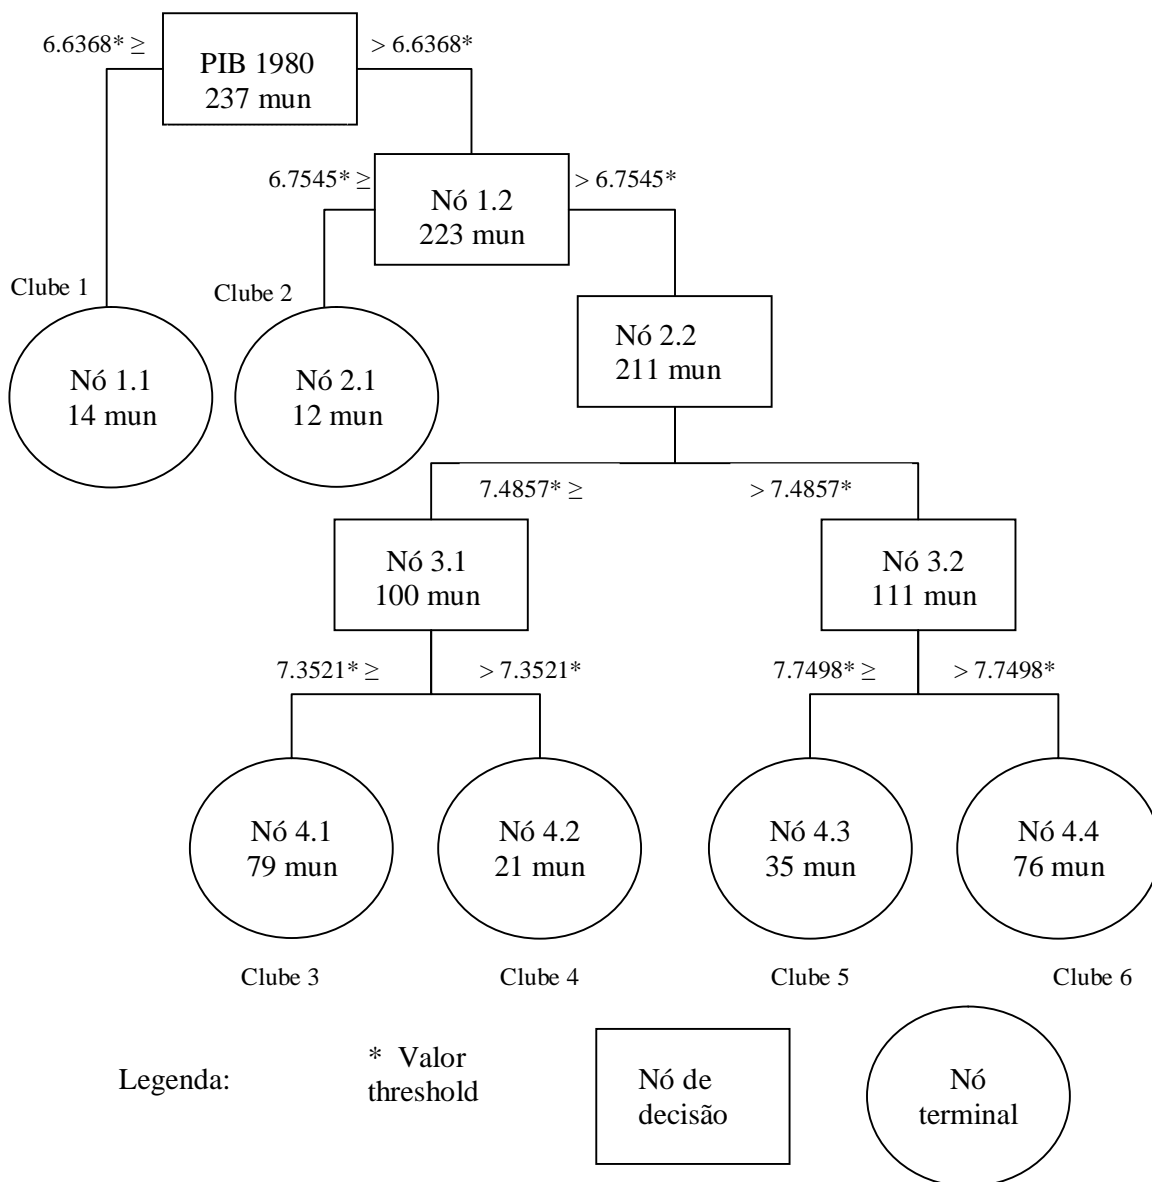 6.6368* ≥
> 6.6368*
PIB 1980
237 mun
6.7545* ≥
> 6.7545*
Nó 1.2
223 mun
Clube 1
Clube 2
Nó 1.1
14 mun
Nó 2.1
12 mun
Nó 2.2
211 mun
7.4857* ≥
> 7.4857*
Nó 3.1
100 mun
Nó 3.2
111 mun
7.3521* ≥
> 7.3521*
7.7498* ≥
> 7.7498*
Nó 4.1
79 mun
Nó 4.2
21 mun
Nó 4.3
35 mun
Nó 4.4
76 mun
Clube 3
Clube 4
Clube 5
Clube 6
Legenda:
* Valor
threshold
Nó de
decisão
Nó
terminal